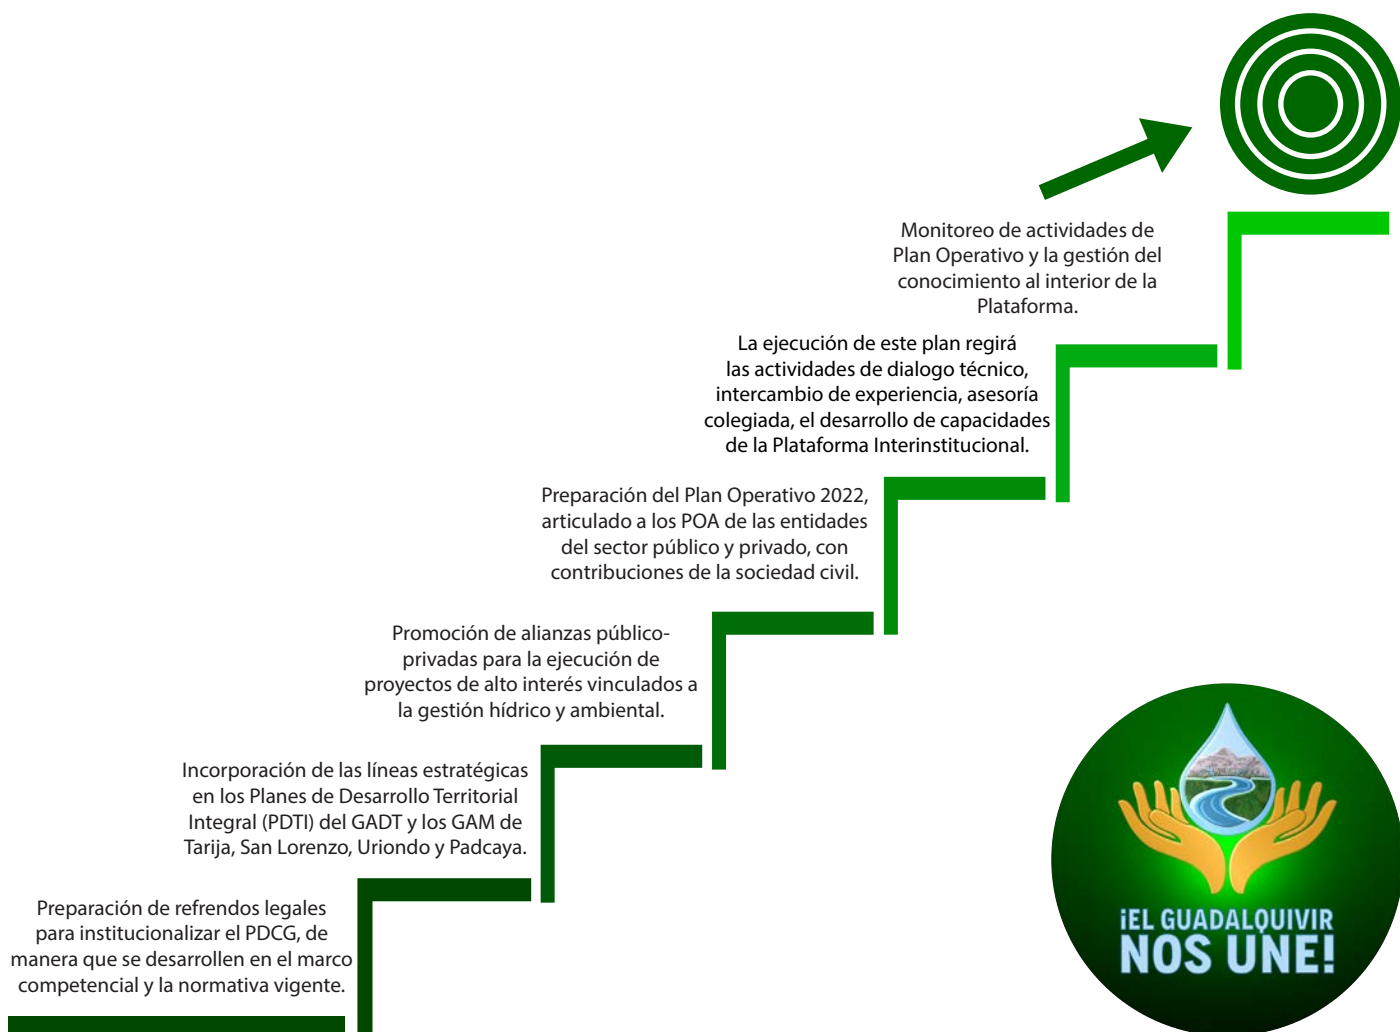 Monitoreo de actividades de
Plan Operativo y la gestión del
conocimiento al interior de la
Plataforma.
La ejecución de este plan regirá
las actividades de dialogo técnico,
intercambio de experiencia, asesoría
colegiada, el desarrollo de capacidades
de la Plataforma Interinstitucional.
Preparación del Plan Operativo 2022,
articulado a los POA de las entidades
del sector público y privado, con
contribuciones de la sociedad civil.
Promoción de alianzas público-
privadas para la ejecución de
proyectos de alto interés vinculados a
la gestión hídrico y ambiental.
Incorporación de las líneas estratégicas
en los Planes de Desarrollo Territorial
Integral (PDTI) del GADT y los GAM de
Tarija, San Lorenzo, Uriondo y Padcaya.
Preparación de refrendos legales
para institucionalizar el PDCG, de
manera que se desarrollen en el marco
competencial y la normativa vigente.
¡EL GUADALQUIVIR
NOS UNE!